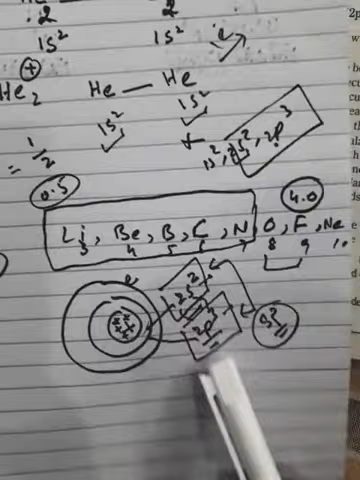 2 2
1s² 1s²
+
He₂ He — He
1s² 1s²
= 1/2
1s², 2s², 2p³
0.5 4.0
Li, Be, B, C, N, O, F, Ne
3 4 5 6 7 8 9 10
e
2s²
2p³